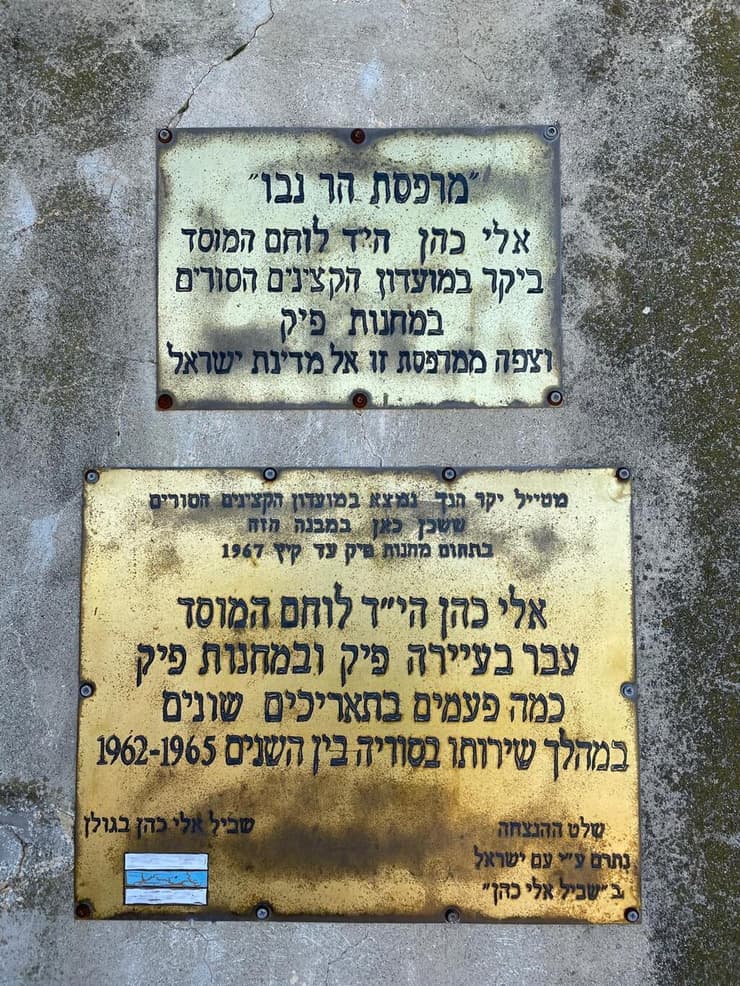 "מרפסת הר נבו"
אלי כהן הי״ד לוחם המוסד
ביקר במועדון הקצינים הסורים
במחנות פיק
וצפה ממרפסת זו אל מדינת ישראל
מטייל יקר הנך נמצא במועדון הקצינים הסורים
ששכן כאן במבנה הזה
בתחום מחנות פיק עד קיץ 1967
אלי כהן הי״ד לוחם המוסד
עבר בעיירה פיק ובמחנות פיק
כמה פעמים בתאריכים שונים
במהלך שירותו בסוריה בין השנים 1962-1965
שלט ההנצחה
נתרם ע״י עם ישראל
ב"שביל אלי כהן"
שביל אלי כהן בגולן